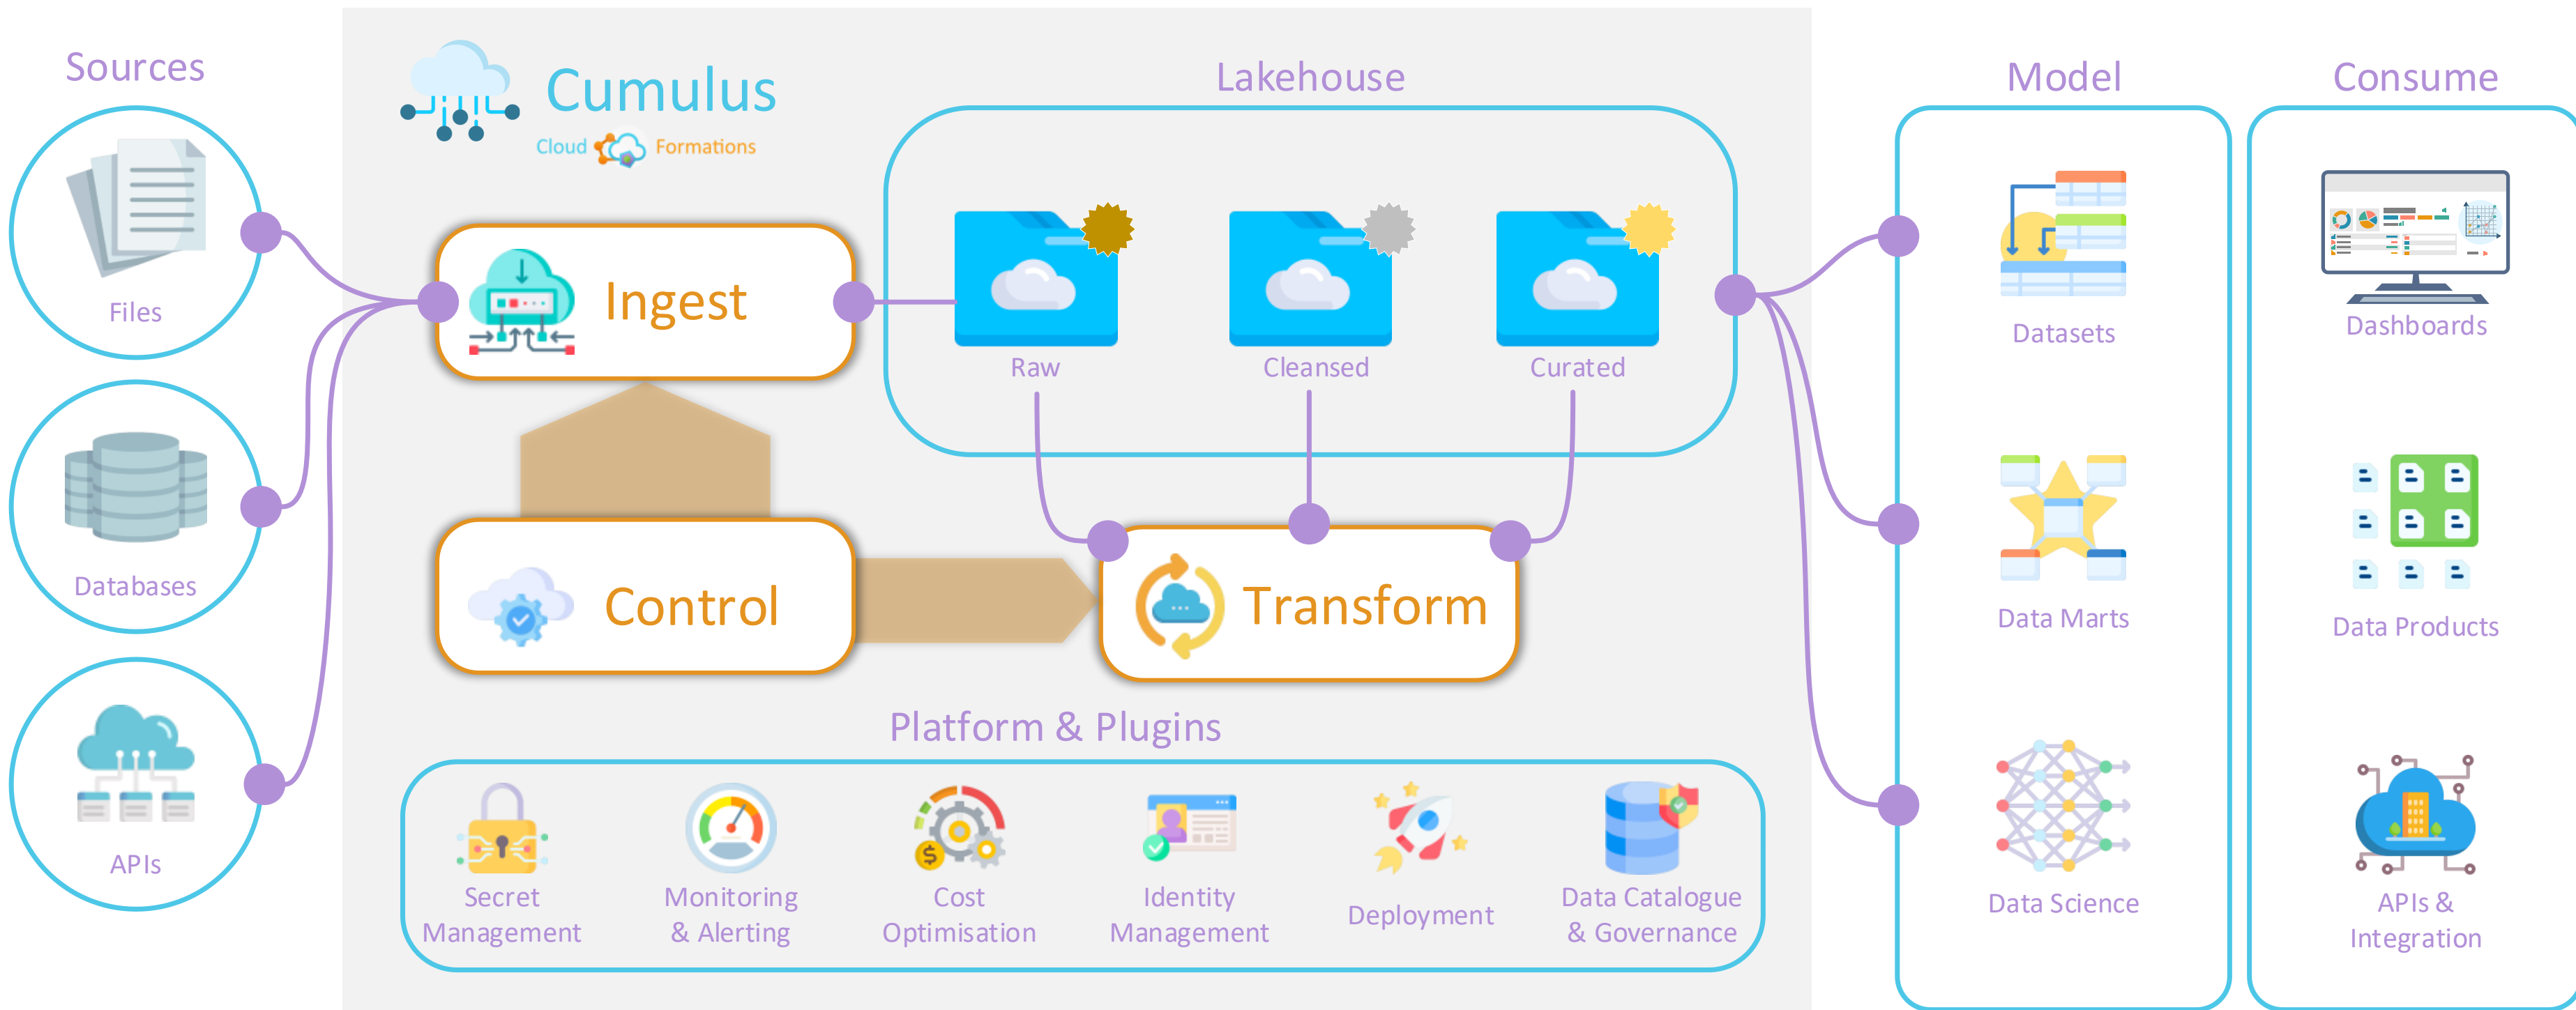 Sources
Files
Databases
APIs
Cumulus
Cloud Formations
Ingest
Control
Lakehouse
Raw
Cleansed
Curated
Transform
Platform & Plugins
Secret
Management
Monitoring
& Alerting
Cost
Optimisation
Identity
Management
Deployment
Data Catalogue
& Governance
Model
Datasets
Data Marts
Data Science
Consume
Dashboards
Data Products
APIs &
Integration